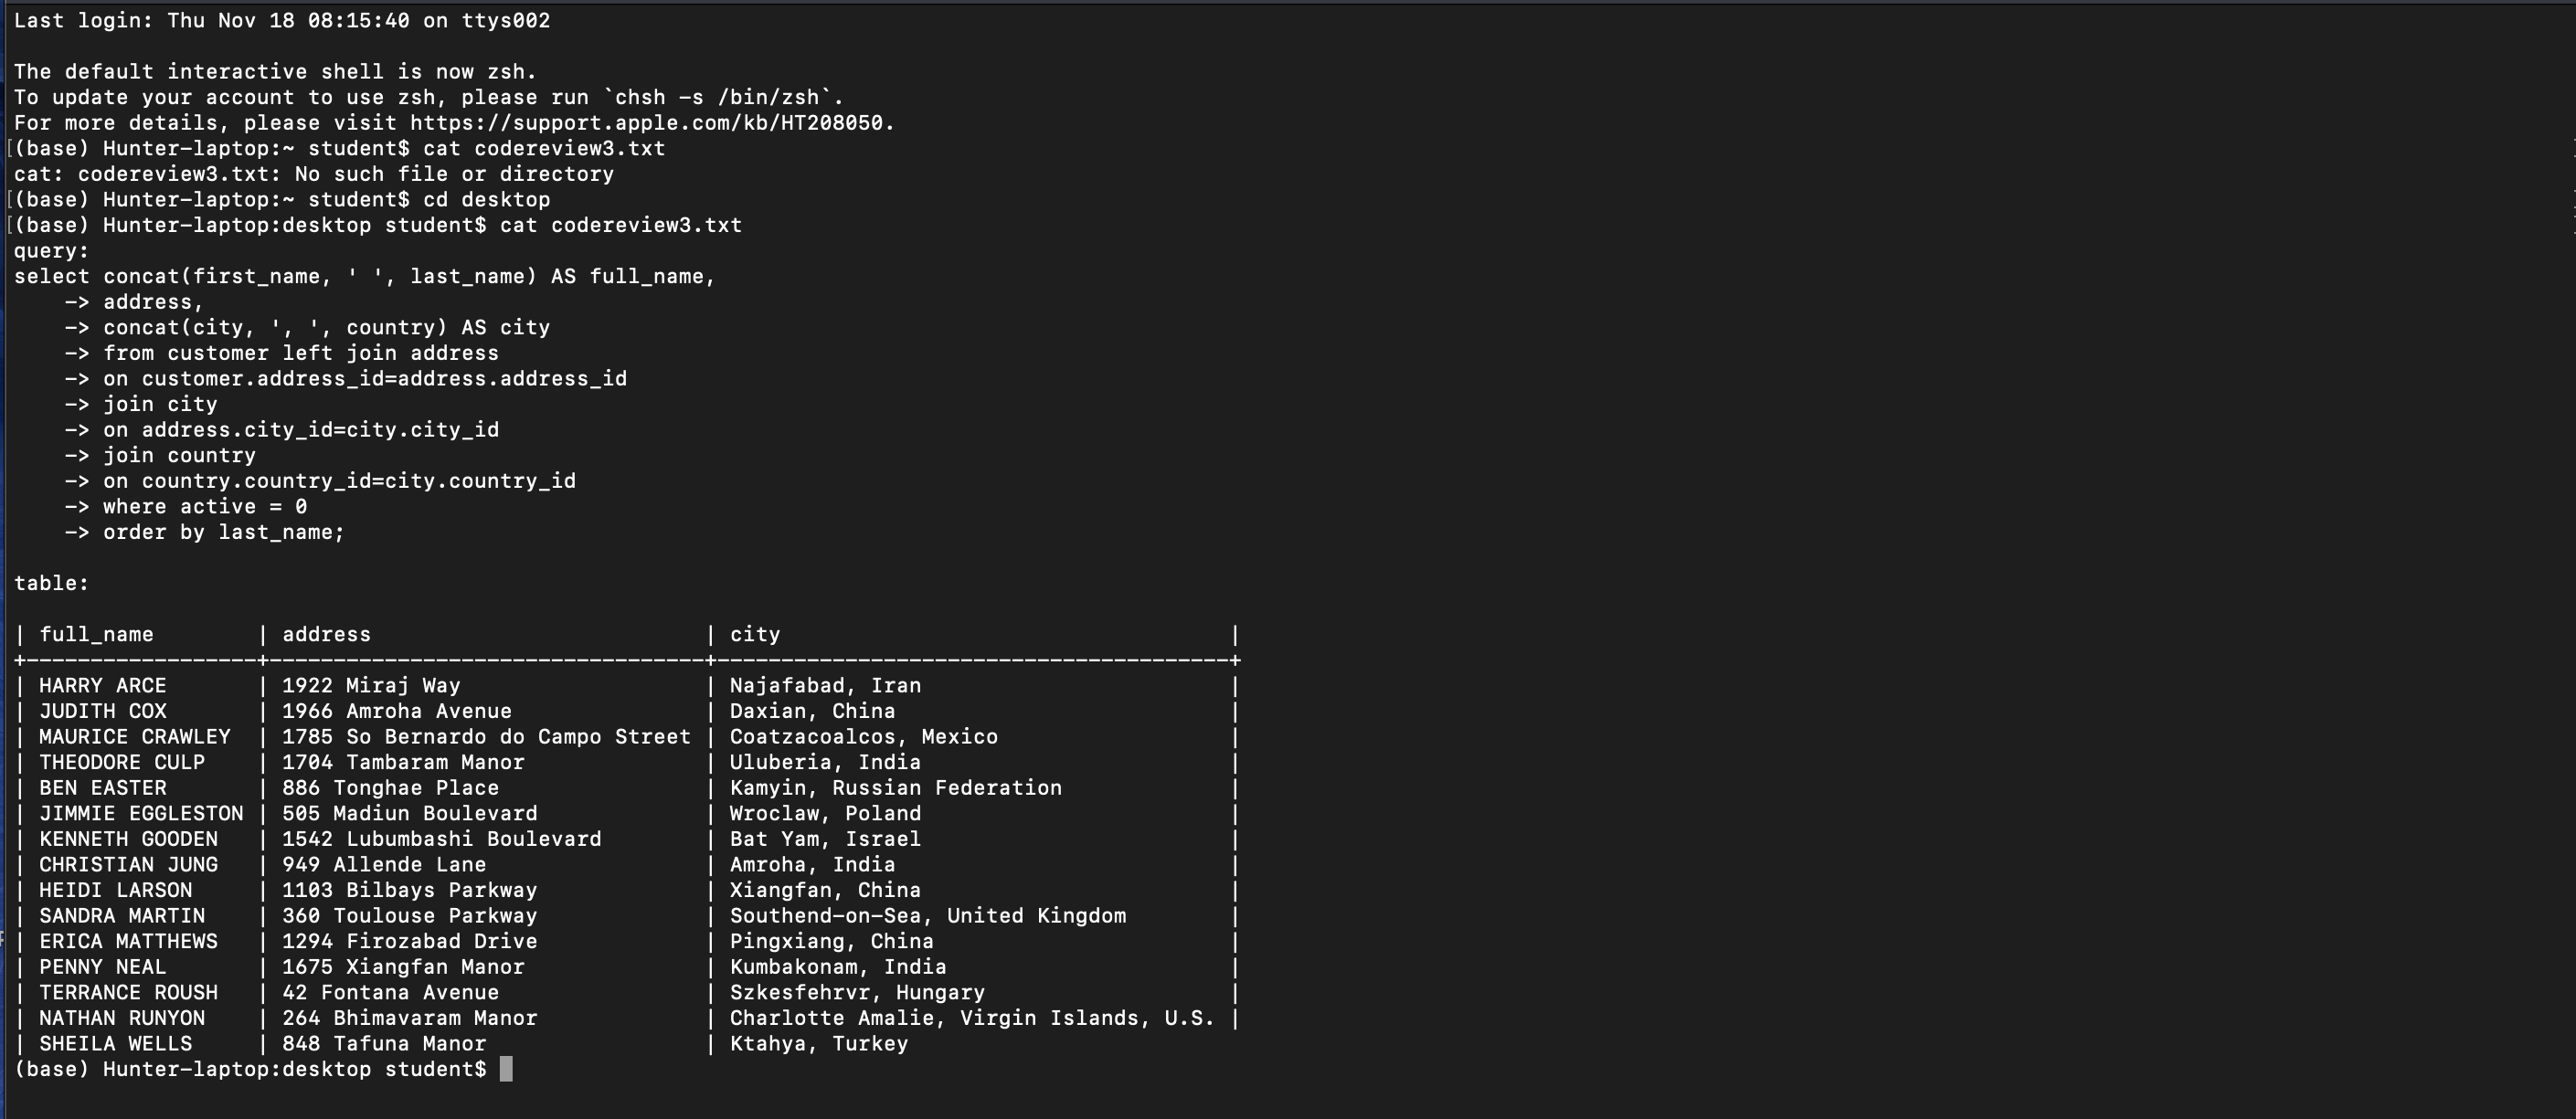 Last login: Thu Nov 18 08:15:40 on ttys002
The default interactive shell is now zsh.
To update your account to use zsh, please run `chsh -s /bin/zsh`.
For more details, please visit https://support.apple.com/kb/HT208050.
[(base) Hunter-laptop:~ student$ cat codereview3.txt
cat: codereview3.txt: No such file or directory
[(base) Hunter-laptop:~ student$ cd desktop
[(base) Hunter-laptop:desktop student$ cat codereview3.txt
query:
select concat(first_name, ' ', last_name) AS full_name,
    -> address,
    -> concat(city, ', ', country) AS city
    -> from customer left join address
    -> on customer.address_id=address.address_id
    -> join city
    -> on address.city_id=city.city_id
    -> join country
    -> on country.country_id=city.country_id
    -> where active = 0
    -> order by last_name;
table:
| full_name        | address                           | city                                    |
+------------------+-----------------------------------+-----------------------------------------+
| HARRY ARCE       | 1922 Miraj Way                    | Najafabad, Iran                         |
| JUDITH COX       | 1966 Amroha Avenue                | Daxian, China                           |
| MAURICE CRAWLEY  | 1785 So Bernardo do Campo Street | Coatzacoalcos, Mexico                   |
| THEODORE CULP    | 1704 Tambaram Manor               | Uluberia, India                         |
| BEN EASTER       | 886 Tonghae Place                 | Kamyin, Russian Federation              |
| JIMMIE EGGLESTON | 505 Madiun Boulevard              | Wroclaw, Poland                         |
| KENNETH GOODEN   | 1542 Lubumbashi Boulevard         | Bat Yam, Israel                         |
| CHRISTIAN JUNG   | 949 Allende Lane                  | Amroha, India                           |
| HEIDI LARSON     | 1103 Bilbays Parkway              | Xiangfan, China                         |
| SANDRA MARTIN    | 360 Toulouse Parkway              | Southend-on-Sea, United Kingdom         |
| ERICA MATTHEWS   | 1294 Firozabad Drive              | Pingxiang, China                        |
| PENNY NEAL       | 1675 Xiangfan Manor               | Kumbakonam, India                       |
| TERRANCE ROUSH   | 42 Fontana Avenue                 | Szkesfehrvr, Hungary                    |
| NATHAN RUNYON    | 264 Bhimavaram Manor              | Charlotte Amalie, Virgin Islands, U.S. |
| SHEILA WELLS     | 848 Tafuna Manor                  | Ktahya, Turkey
(base) Hunter-laptop:desktop student$